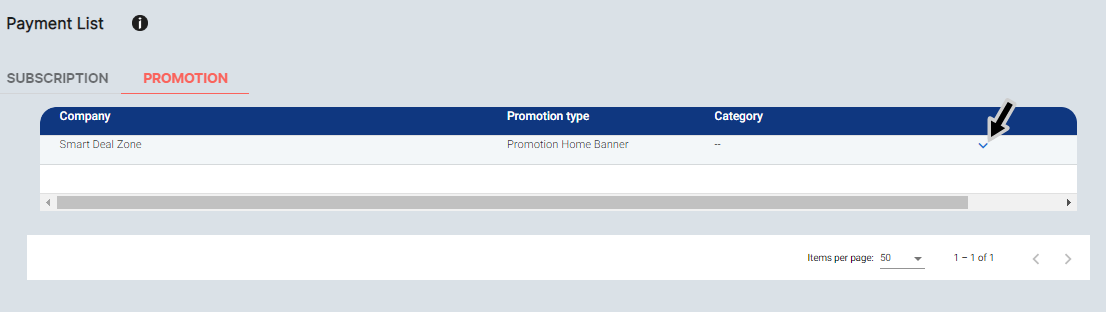 Payment List i
SUBSCRIPTION PROMOTION
Company Promotion type Category
Smart Deal Zone Promotion Home Banner --
Items per page: 50 1 – 1 of 1